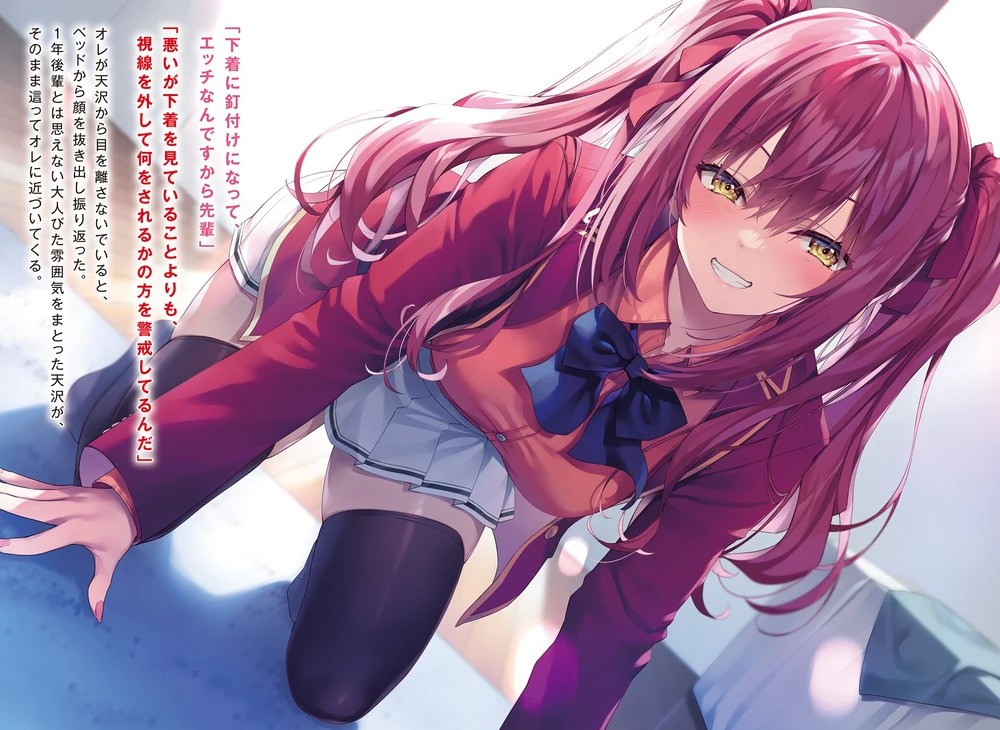 「下着に釘付けになって、
エッチなんですから先輩」
「悪いが下着を見ていることよりも、
視線を外して何をされるかの方を警戒してるんだ」
オレが天沢から目を離さないでいると、
ベッドから顔を抜き出し振り返った。
1年後輩とは思えない大人びた雰囲気をまとった天沢が、
そのまま這ってオレに近づいてくる。